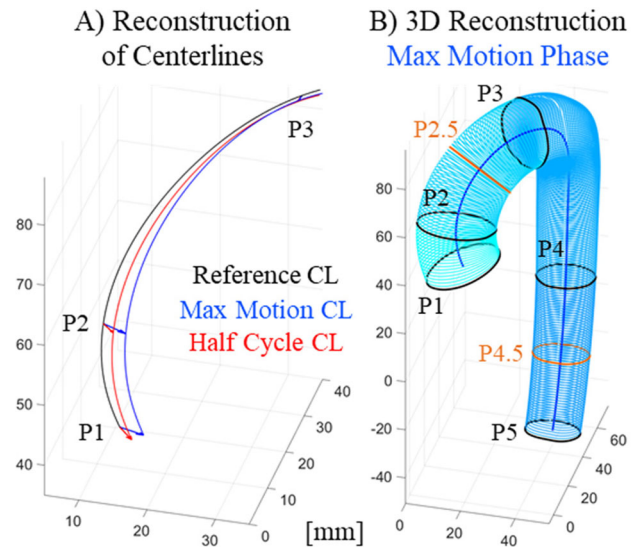 A) Reconstruction
of Centerlines
B) 3D Reconstruction
Max Motion Phase
P3
P2
P1
Reference CL
Max Motion CL
Half Cycle CL
80
70
60
50
40
10
20
30
0
10
20
30
40
[mm]
P3
P2.5
P2
P1
P4
P4.5
P5
80
60
40
20
0
-20
-40
0
20
40
0
20
40
60